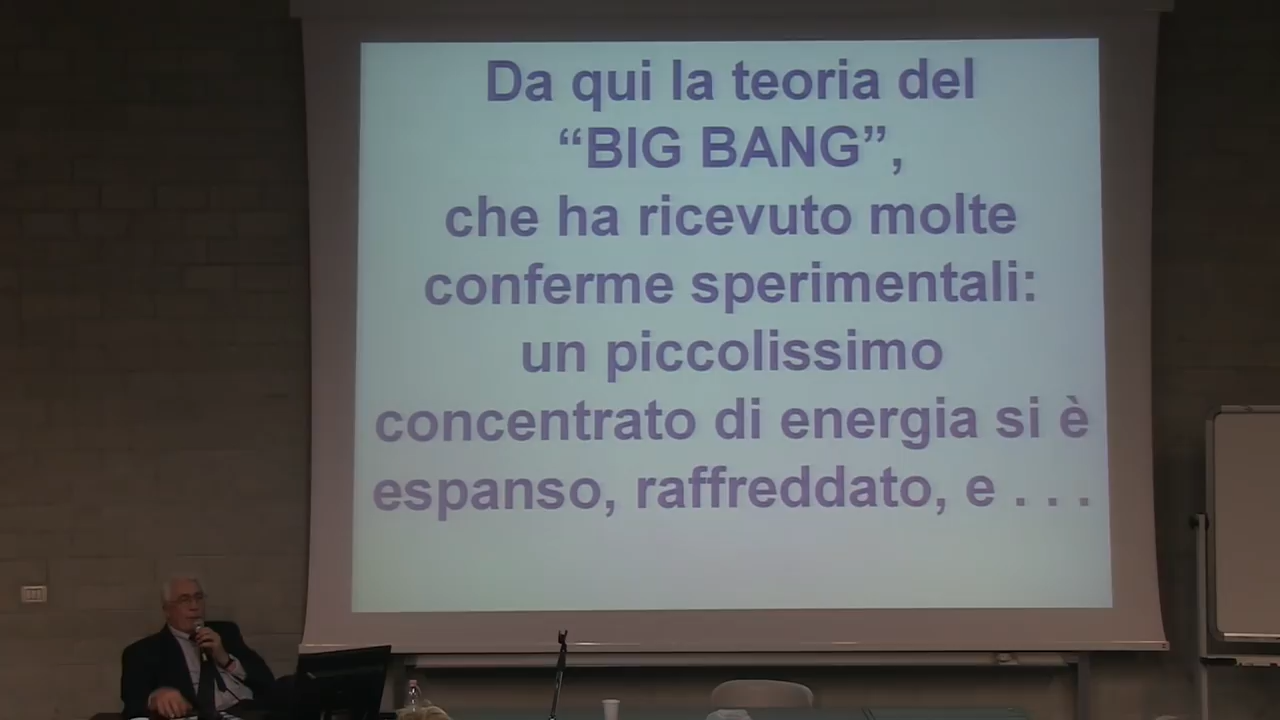 Da qui la teoria del
“BIG BANG”,
che ha ricevuto molte
conferme sperimentali:
un piccolissimo
concentrato di energia si è
espanso, raffreddato, e . . .